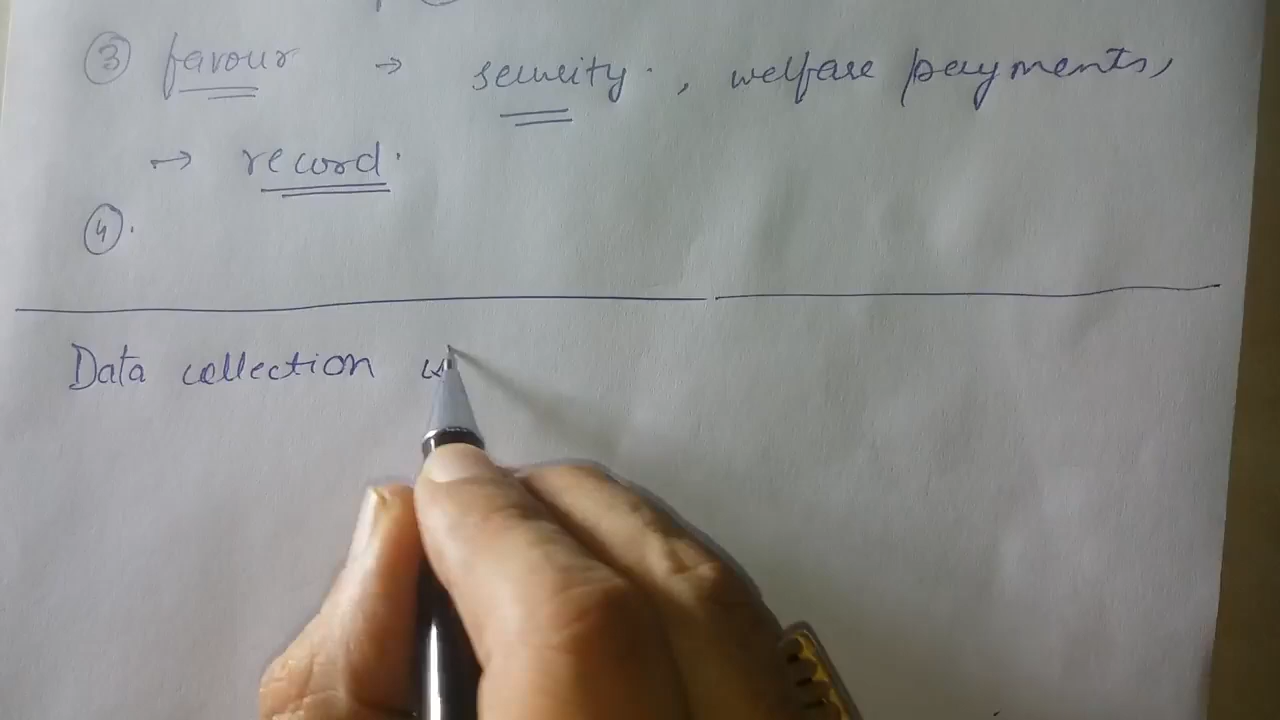 ③ favour → security. , welfare payments,
→ record.
④.
Data collection